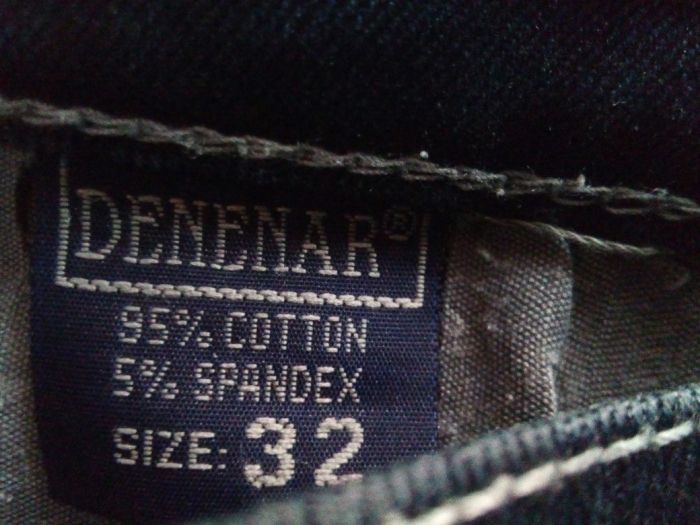 DENENAR®
95% COTTON
5% SPANDEX
SIZE: 32